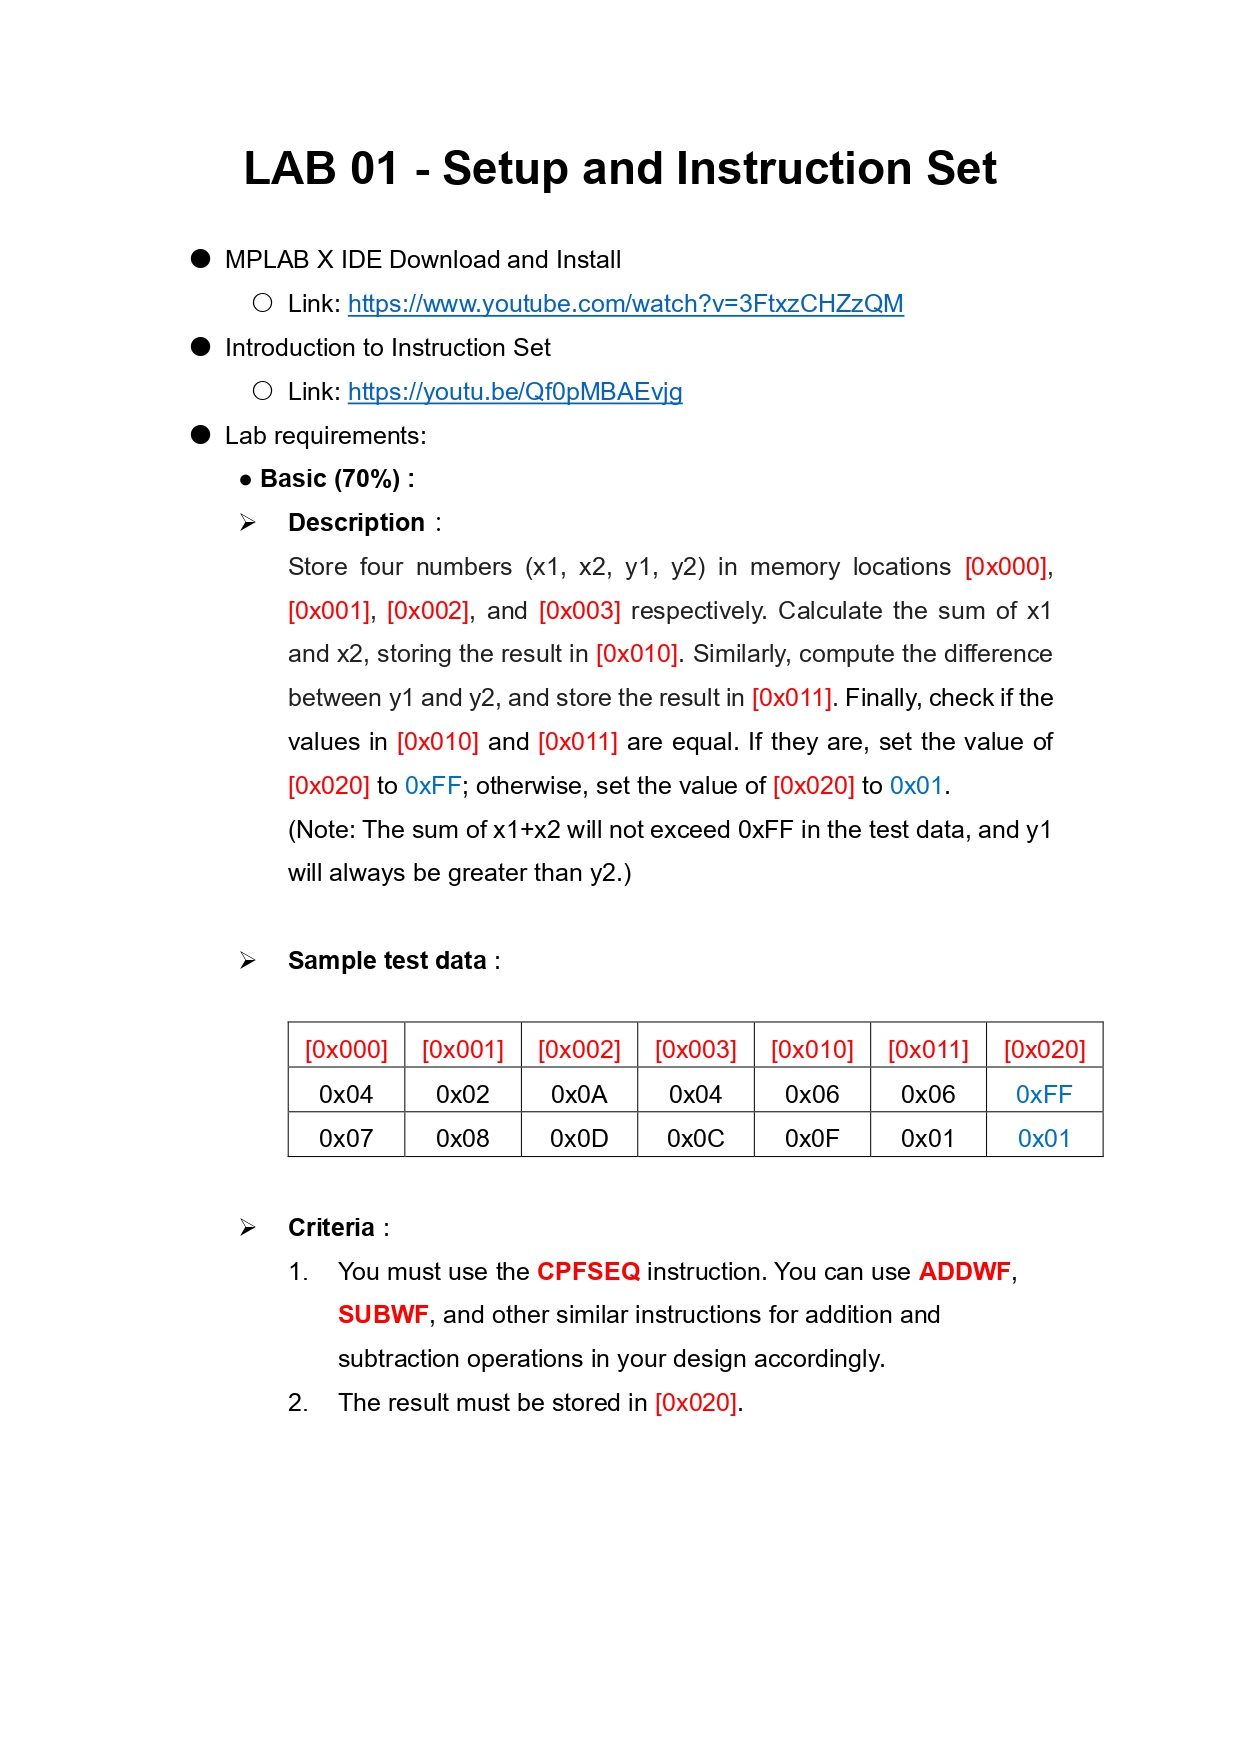 LAB 01 - Setup and Instruction Set
● MPLAB X IDE Download and Install
○ Link: https://www.youtube.com/watch?v=3FtxzCHZzQM
● Introduction to Instruction Set
○ Link: https://youtu.be/Qf0pMBAEvjg
● Lab requirements:
● Basic (70%) :
➢ Description :
Store four numbers (x1, x2, y1, y2) in memory locations [0x000],
[0x001], [0x002], and [0x003] respectively. Calculate the sum of x1
and x2, storing the result in [0x010]. Similarly, compute the difference
between y1 and y2, and store the result in [0x011]. Finally, check if the
values in [0x010] and [0x011] are equal. If they are, set the value of
[0x020] to 0xFF; otherwise, set the value of [0x020] to 0x01.
(Note: The sum of x1+x2 will not exceed 0xFF in the test data, and y1
will always be greater than y2.)
➢ Sample test data :
[0x000] [0x001] [0x002] [0x003] [0x010] [0x011] [0x020]
0x04 0x02 0x0A 0x04 0x06 0x06 0xFF
0x07 0x08 0x0D 0x0C 0x0F 0x01 0x01
➢ Criteria :
1. You must use the CPFSEQ instruction. You can use ADDWF,
SUBWF, and other similar instructions for addition and
subtraction operations in your design accordingly.
2. The result must be stored in [0x020].